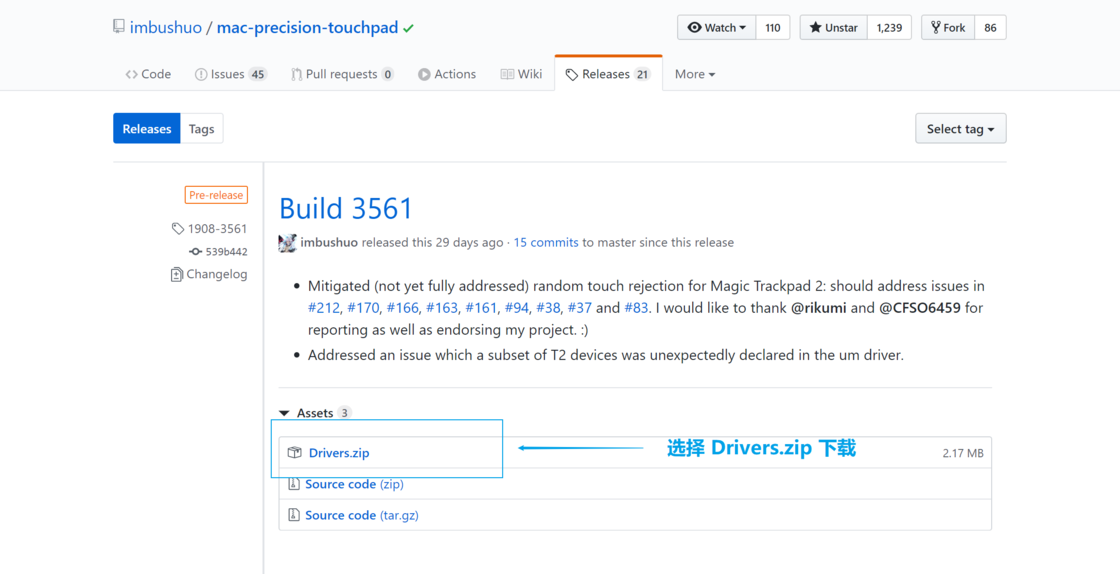 imbushuo / mac-precision-touchpad
Watch 110 Unstar 1,239 Fork 86
Code Issues 45 Pull requests 0 Actions Wiki Releases 21 More
Releases Tags Select tag
Pre-release
1908-3561
539b442
Changelog
Build 3561
imbushuo released this 29 days ago · 15 commits to master since this release
• Mitigated (not yet fully addressed) random touch rejection for Magic Trackpad 2: should address issues in
#212, #170, #166, #163, #161, #94, #38, #37 and #83. I would like to thank @rikumi and @CFSO6459 for
reporting as well as endorsing my project. :)
• Addressed an issue which a subset of T2 devices was unexpectedly declared in the um driver.
Assets 3
Drivers.zip 选择 Drivers.zip 下载 2.17 MB
Source code (zip)
Source code (tar.gz)